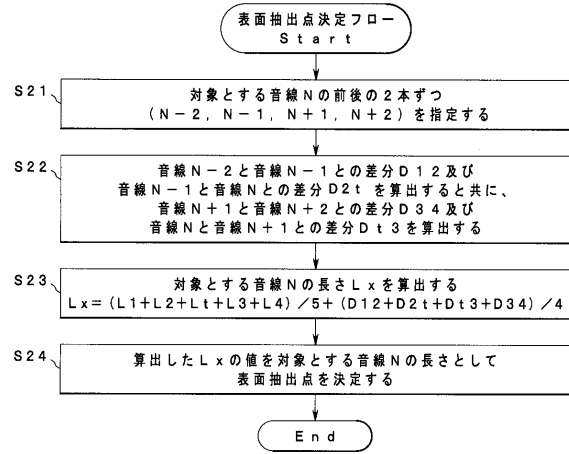 表面抽出点決定フロー
Start
S21
対象とする音線Nの前後の2本ずつ
(N-2, N-1, N+1, N+2)を指定する
S22
音線N-2と音線N-1との差分D12及び
音線N-1と音線Nとの差分D2tを算出すると共に、
音線N+1と音線N+2との差分D34及び
音線Nと音線N+1との差分Dt3を算出する
S23
対象とする音線Nの長さLxを算出する
Lx=(L1+L2+Lt+L3+L4)/5+(D12+D2t+Dt3+D34)/4
S24
算出したLxの値を対象とする音線Nの長さとして
表面抽出点を決定する
End